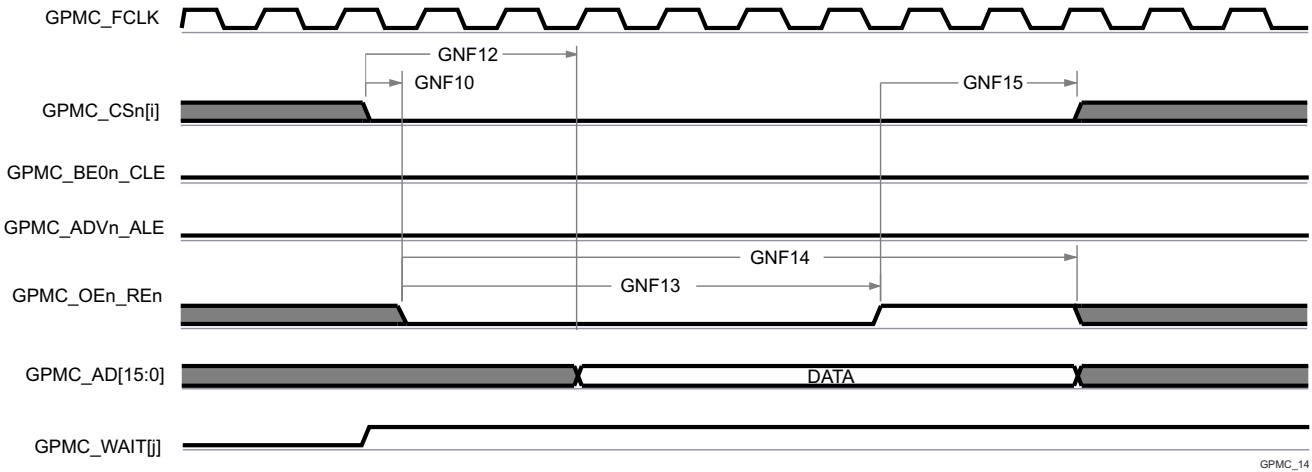 GPMC_FCLK
GNF12
GNF10
GNF15
GPMC_CSn[i]
GPMC_BE0n_CLE
GPMC_ADVn_ALE
GNF14
GNF13
GPMC_OEn_REn
GPMC_AD[15:0]
DATA
GPMC_WAIT[j]
GPMC_14